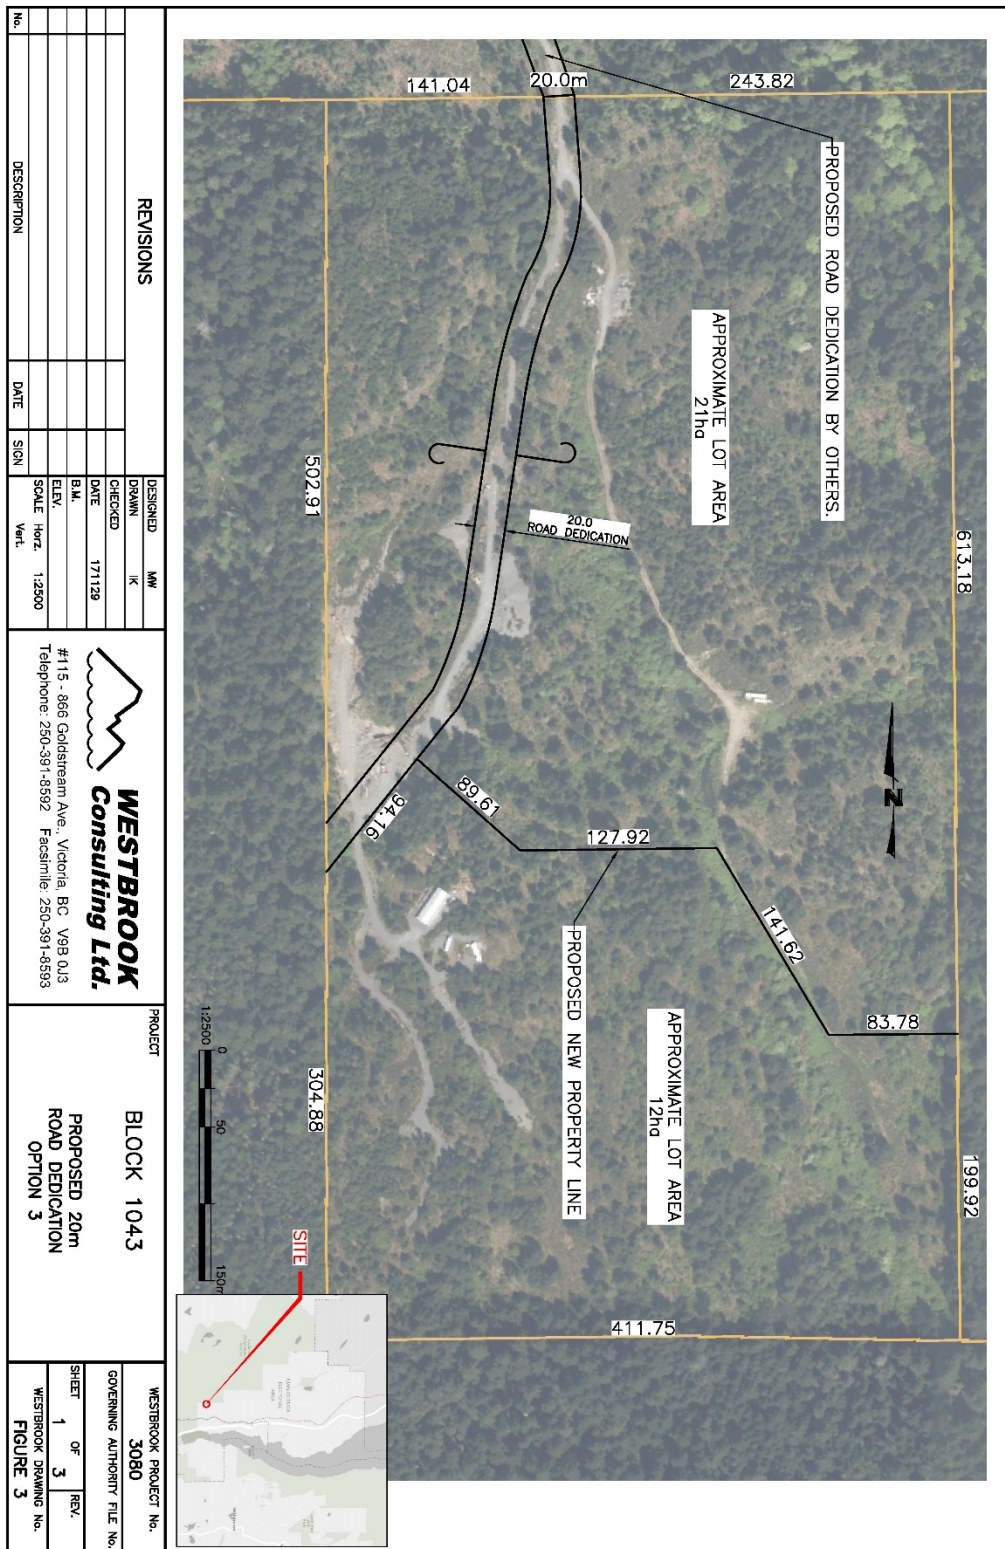 141.04
20.0m
243.82
PROPOSED ROAD DEDICATION BY OTHERS.
APPROXIMATE LOT AREA
21ha
613.18
502.91
20.0
ROAD DEDICATION
N
89.61
94.16
127.92
141.62
83.78
PROPOSED NEW PROPERTY LINE
APPROXIMATE LOT AREA
12ha
199.92
304.88
411.75
1:2500
0
50
150m
SITE
REVISIONS
No.
DESCRIPTION
DATE
SIGN
DESIGNED MW
DRAWN IK
CHECKED
DATE 171129
B.M.
ELEV.
SCALE Horz. 1:2500
Vert.
WESTBROOK
Consulting Ltd.
#115 - 866 Goldstream Ave., Victoria, BC V9B 0J3
Telephone: 250-391-8592 Facsimile: 250-391-8593
PROJECT
BLOCK 1043
PROPOSED 20m
ROAD DEDICATION
OPTION 3
WESTBROOK PROJECT No.
3080
GOVERNING AUTHORITY FILE No.
SHEET 1 OF 3 REV.
WESTBROOK DRAWING No.
FIGURE 3